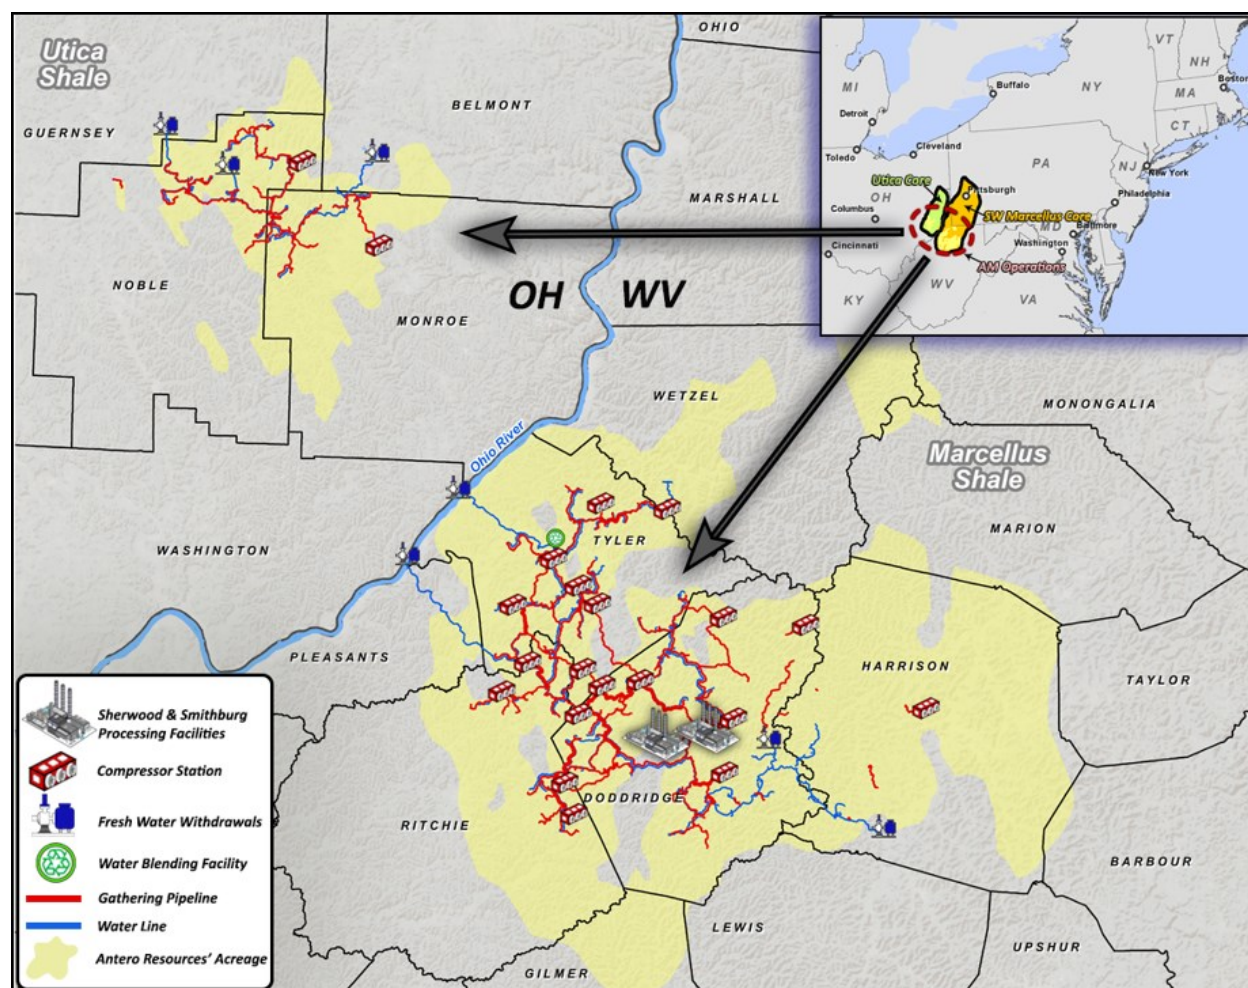 Utica
Shale
OHIO
BELMONT
GUERNSEY
MARSHALL
NOBLE
OH
WV
MONROE
WETZEL
MONONGALIA
Ohio River
Marcellus
Shale
MARION
WASHINGTON
TYLER
PLEASANTS
HARRISON
TAYLOR
DODDRIDGE
RITCHIE
BARBOUR
LEWIS
UPSHUR
GILMER
VT
NH
MI
Buffalo
NY
Boston
MA
Detroit
CT
Toledo
Cleveland
PA
NJ
New York
Utica Core
Pittsburgh
OH
Philadelphia
Columbus
SW Marcellus Core
MD
Baltimore
Cincinnati
Washington
AM Operations
WV
KY
VA
Sherwood & Smithburg
Processing Facilities
Compressor Station
Fresh Water Withdrawals
Water Blending Facility
Gathering Pipeline
Water Line
Antero Resources' Acreage